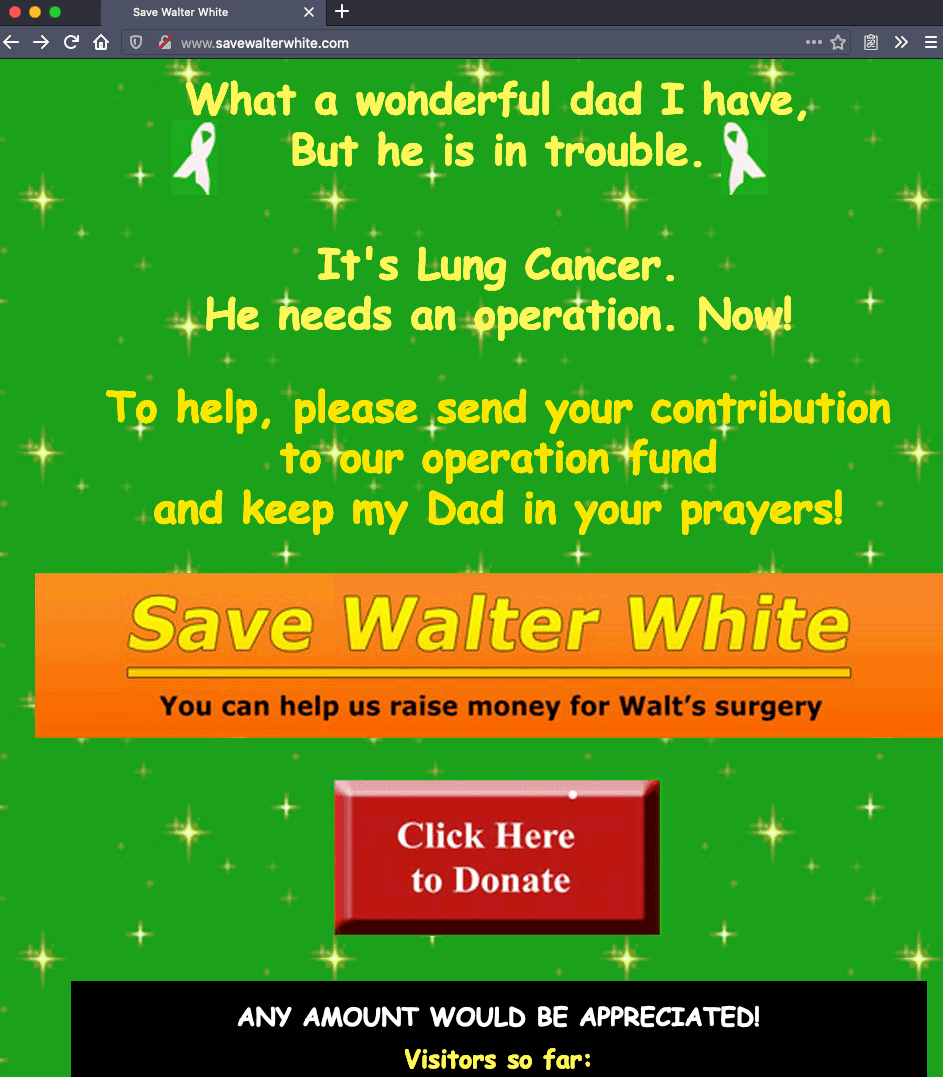 Save Walter White
www.savewalterwhite.com
What a wonderful dad I have,
But he is in trouble.
It's Lung Cancer.
He needs an operation. Now!
To help, please send your contribution
to our operation fund
and keep my Dad in your prayers!
Save Walter White
You can help us raise money for Walt’s surgery
Click Here
to Donate
ANY AMOUNT WOULD BE APPRECIATED!
Visitors so far: